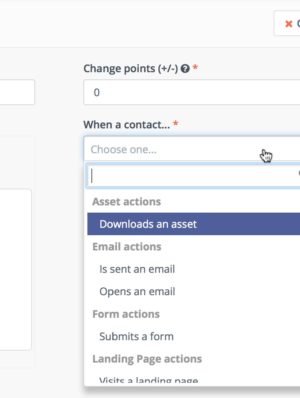 Change points (+/-) *
0
When a contact... *
Choose one...
Asset actions
Downloads an asset
Email actions
Is sent an email
Opens an email
Form actions
Submits a form
Landing Page actions
Visits a landing page